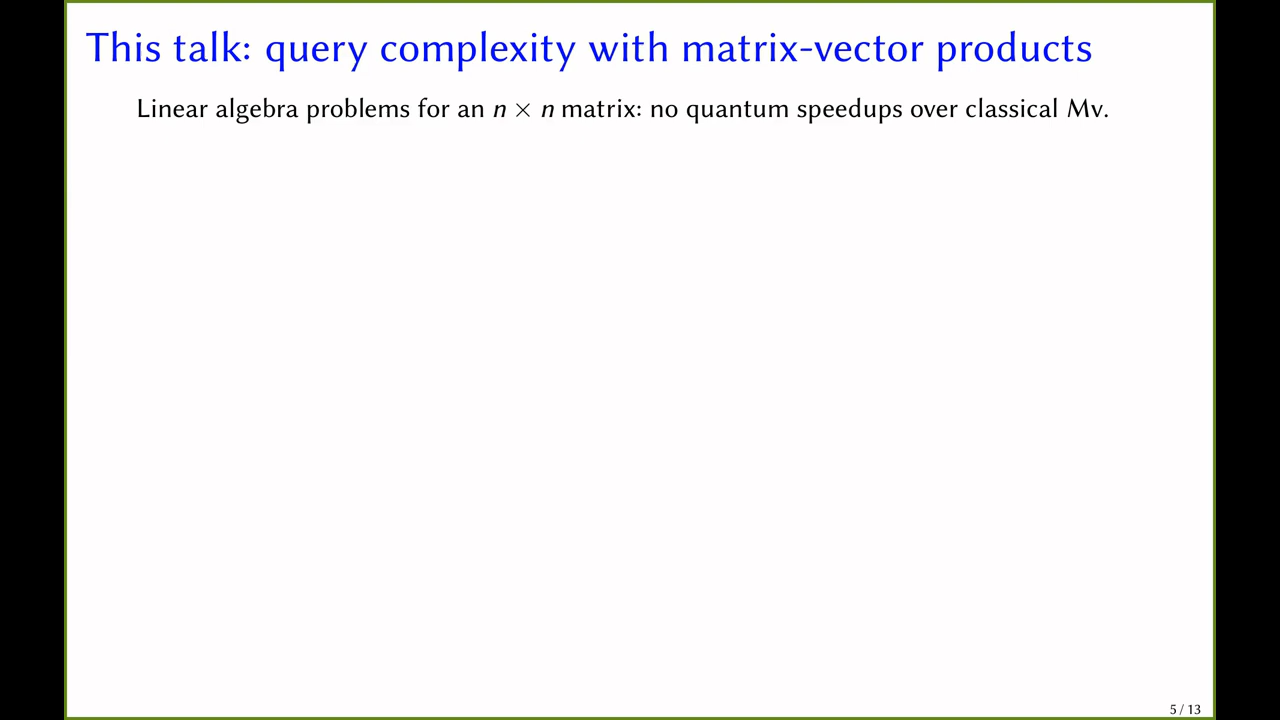 This talk: query complexity with matrix-vector products
Linear algebra problems for an n × n matrix: no quantum speedups over classical Mv.
5 / 13